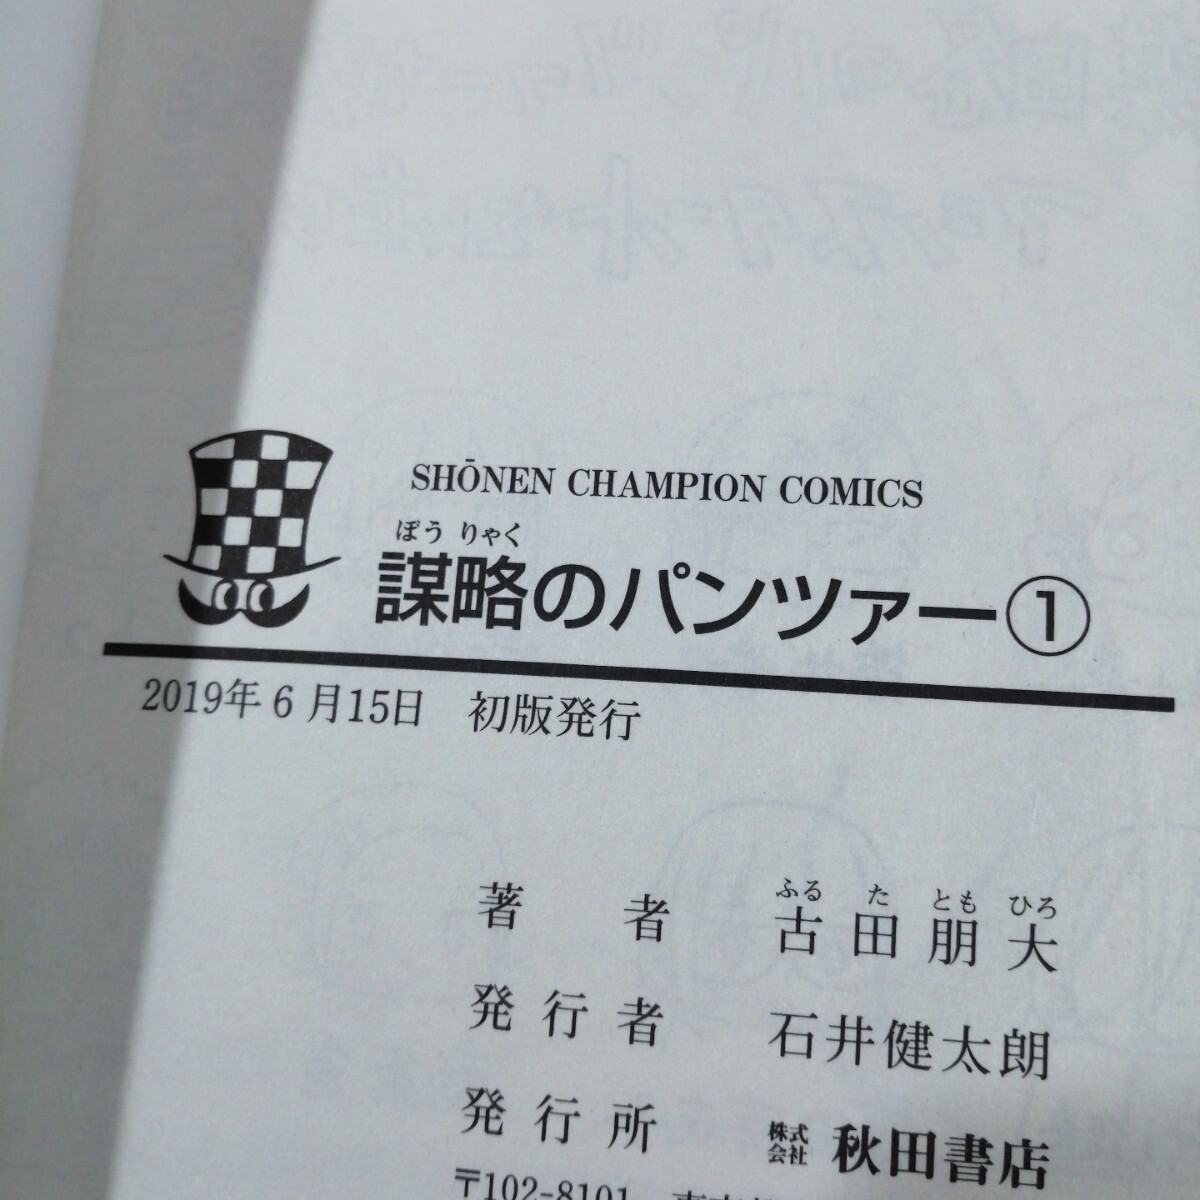 SHŌNEN CHAMPION COMICS
ぼうりゃく
謀略のパンツァー①
2019年6月15日 初版発行
ふるたともひろ
著者 古田朋大
発行者 石井健太朗
発行所 株式会社 秋田書店
〒102-8101